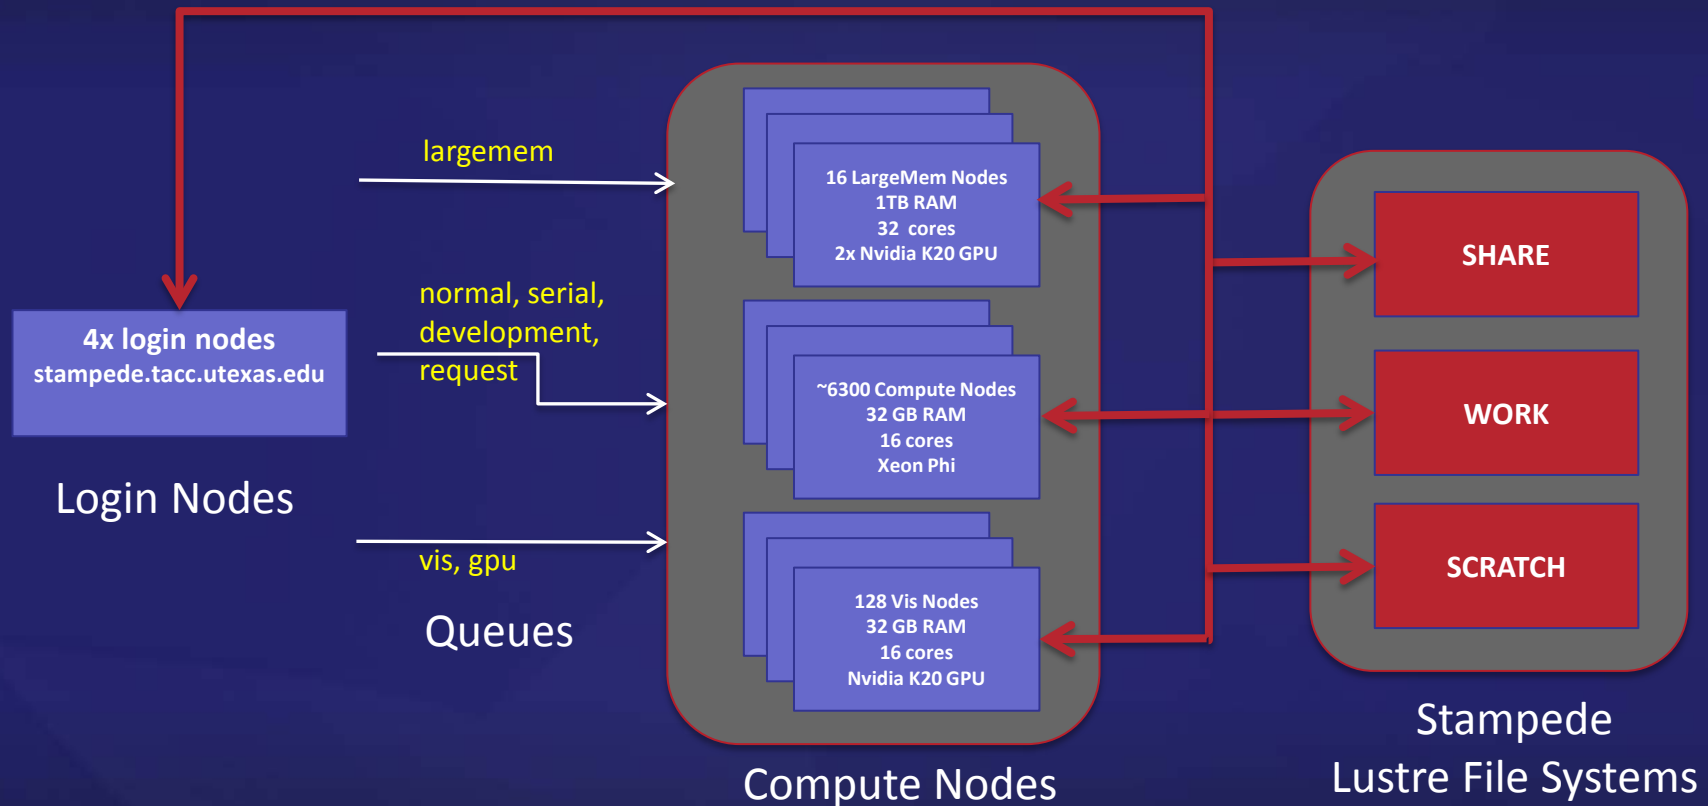 4x login nodes
stampede.tacc.utexas.edu
Login Nodes
largemem
normal, serial,
development,
request
vis, gpu
Queues
16 LargeMem Nodes
1TB RAM
32 cores
2x Nvidia K20 GPU
~6300 Compute Nodes
32 GB RAM
16 cores
Xeon Phi
128 Vis Nodes
32 GB RAM
16 cores
Nvidia K20 GPU
Compute Nodes
SHARE
WORK
SCRATCH
Stampede
Lustre File Systems